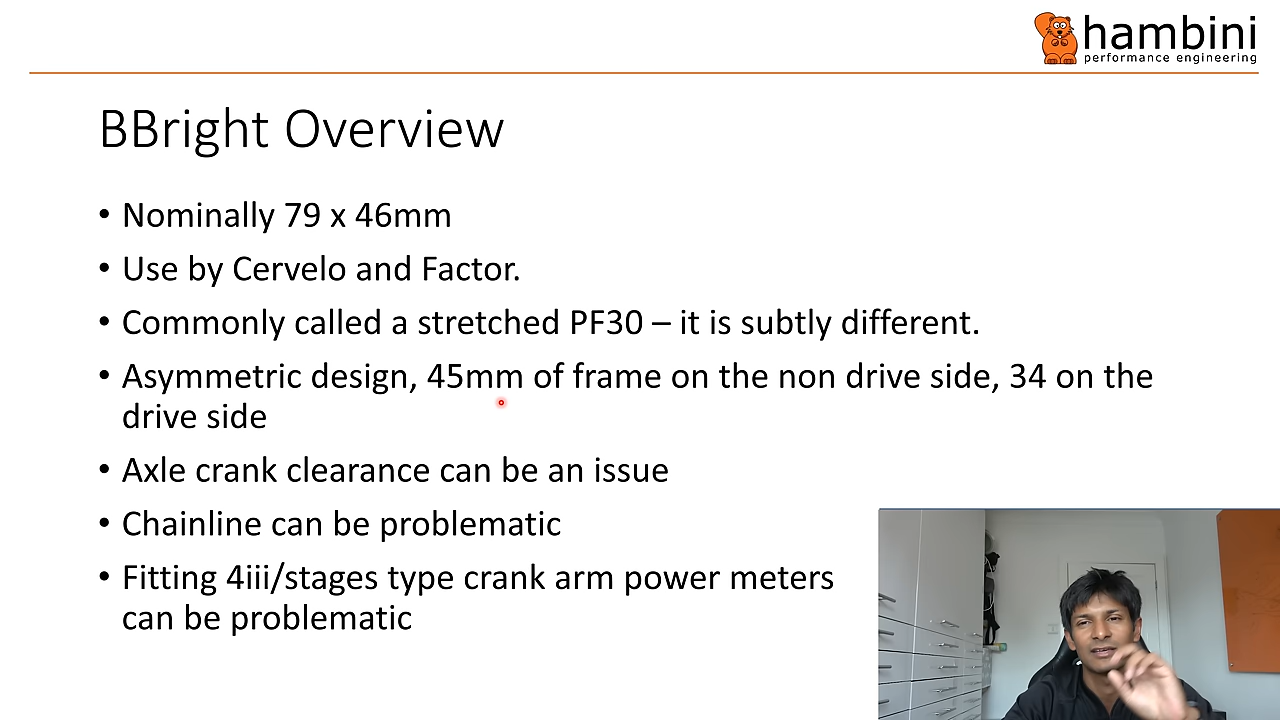 hambini
performance engineering
BBright Overview
• Nominally 79 x 46mm
• Use by Cervelo and Factor.
• Commonly called a stretched PF30 – it is subtly different.
• Asymmetric design, 45mm of frame on the non drive side, 34 on the
drive side
• Axle crank clearance can be an issue
• Chainline can be problematic
• Fitting 4iii/stages type crank arm power meters
can be problematic